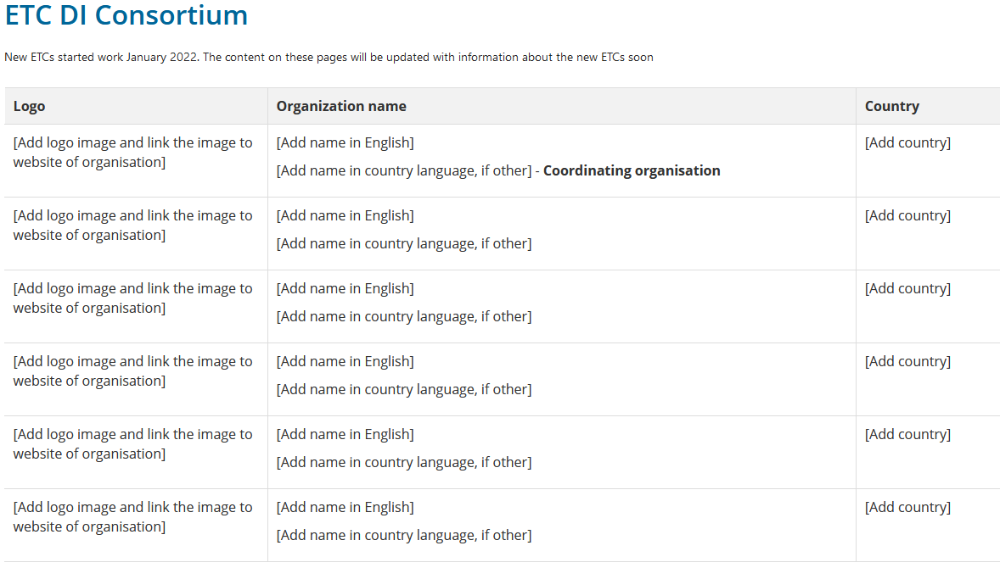 ETC DI Consortium
New ETCs started work January 2022. The content on these pages will be updated with information about the new ETCs soon
Logo Organization name Country
[Add logo image and link the image to
website of organisation]
[Add name in English]
[Add name in country language, if other] - Coordinating organisation
[Add country]
[Add logo image and link the image to
website of organisation]
[Add name in English]
[Add name in country language, if other]
[Add country]
[Add logo image and link the image to
website of organisation]
[Add name in English]
[Add name in country language, if other]
[Add country]
[Add logo image and link the image to
website of organisation]
[Add name in English]
[Add name in country language, if other]
[Add country]
[Add logo image and link the image to
website of organisation]
[Add name in English]
[Add name in country language, if other]
[Add country]
[Add logo image and link the image to
website of organisation]
[Add name in English]
[Add name in country language, if other]
[Add country]